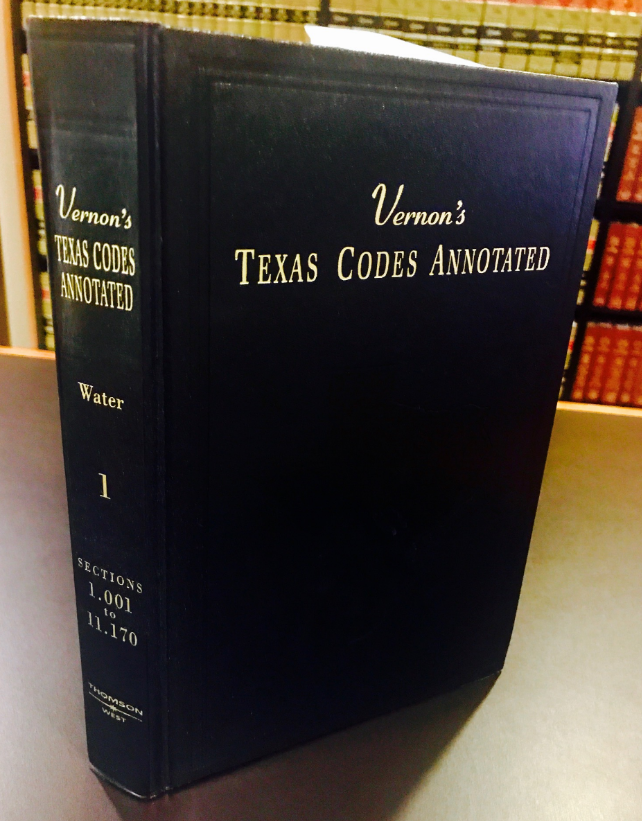 Vernon's
TEXAS CODES
ANNOTATED
Water
1
SECTIONS
1.001
to
11.170
THOMSON
WEST
Vernon's
TEXAS CODES ANNOTATED